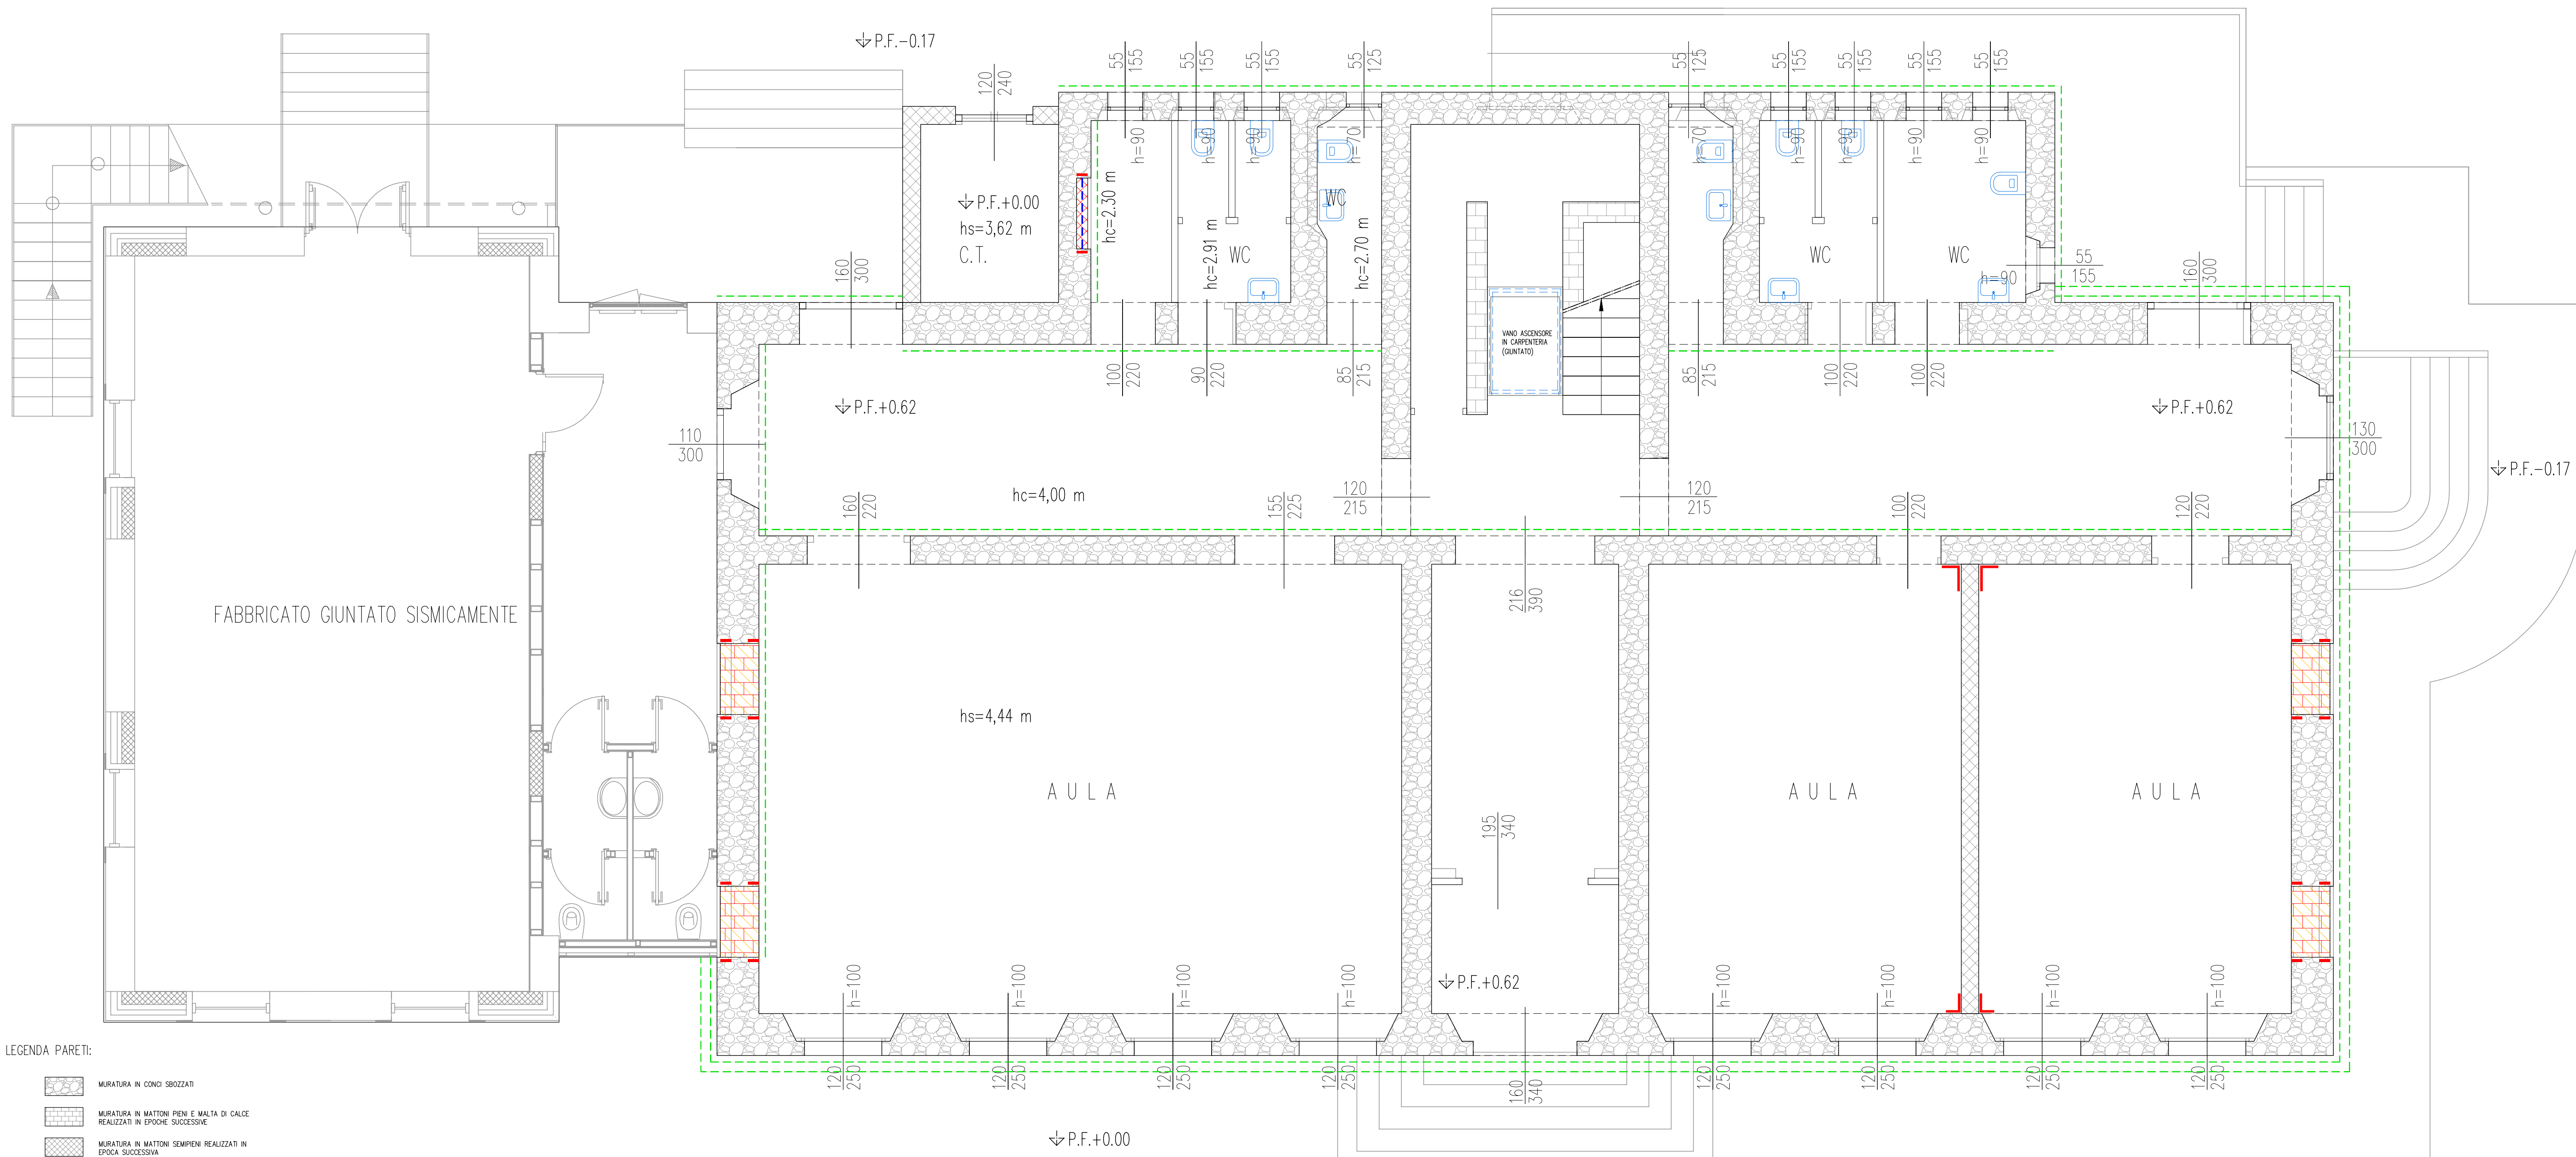 P.F.-0.17
120
240
55
155
55
155
55
155
55
125
55
125
55
155
55
155
55
155
55
155
h=90
h=90
h=90
h=70
h=70
h=90
h=90
h=90
h=90
P.F.+0.00
hs=3,62 m
C.T.
hc=2.30 m
hc=2.91 m
WC
WC
hc=2.70 m
WC
WC
h=90
55
155
160
300
160
300
VANO ASCENSORE
IN CARPENTERIA
(GIUNTATO)
100
220
90
220
85
215
85
215
100
220
100
220
P.F.+0.62
P.F.+0.62
110
300
130
300
P.F.-0.17
hc=4,00 m
160
220
155
225
120
215
120
215
100
220
120
220
216
390
FABBRICATO GIUNTATO SISMICAMENTE
hs=4,44 m
AULA
AULA
AULA
195
340
P.F.+0.62
h=100
h=100
h=100
h=100
h=100
h=100
h=100
h=100
120
250
120
250
120
250
120
250
160
340
120
250
120
250
120
250
120
250
P.F.+0.00
LEGENDA PARETI:
MURATURA IN CONCI SBOZZATI
MURATURA IN MATTONI PIENI E MALTA DI CALCE
REALIZZATI IN EPOCHE SUCCESSIVE
MURATURA IN MATTONI SEMIPIENI REALIZZATI IN
EPOCA SUCCESSIVA